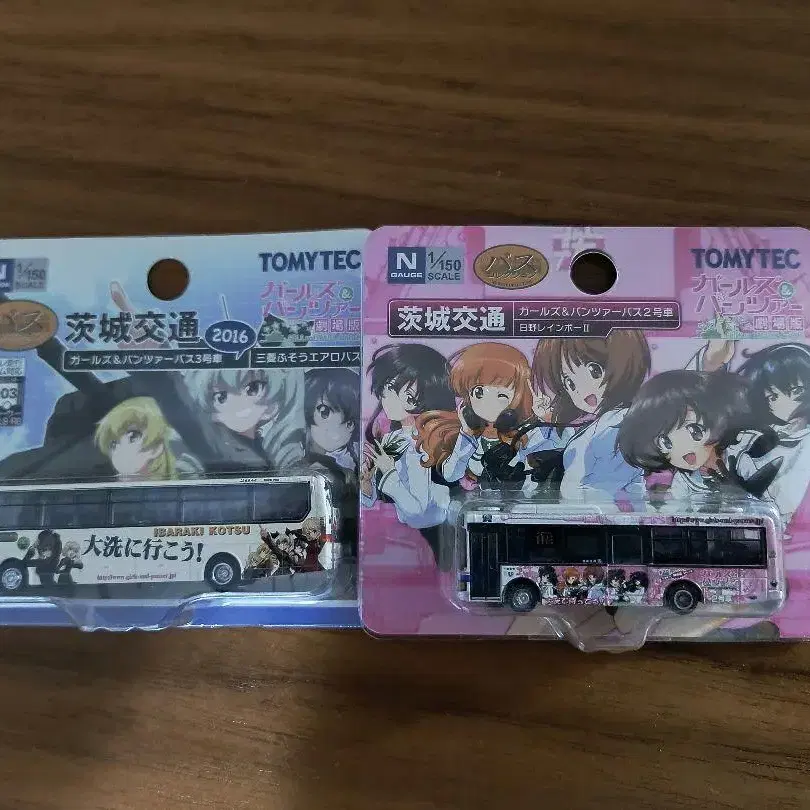 1/150
SCALE
TOMYTEC
バス
茨城交通
2016
ガールズ&
パンツァー
劇場版
ガールズ&パンツァーバス3号車
三菱ふそうエアロバス
03
IBARAKI KOTSU
大洗に行こう!
N
GAUGE
1/150
SCALE
バス
TOMYTEC
ガールズ&
パンツァー
劇場版
茨城交通
ガールズ&パンツァーバス2号車
日野レインボーII